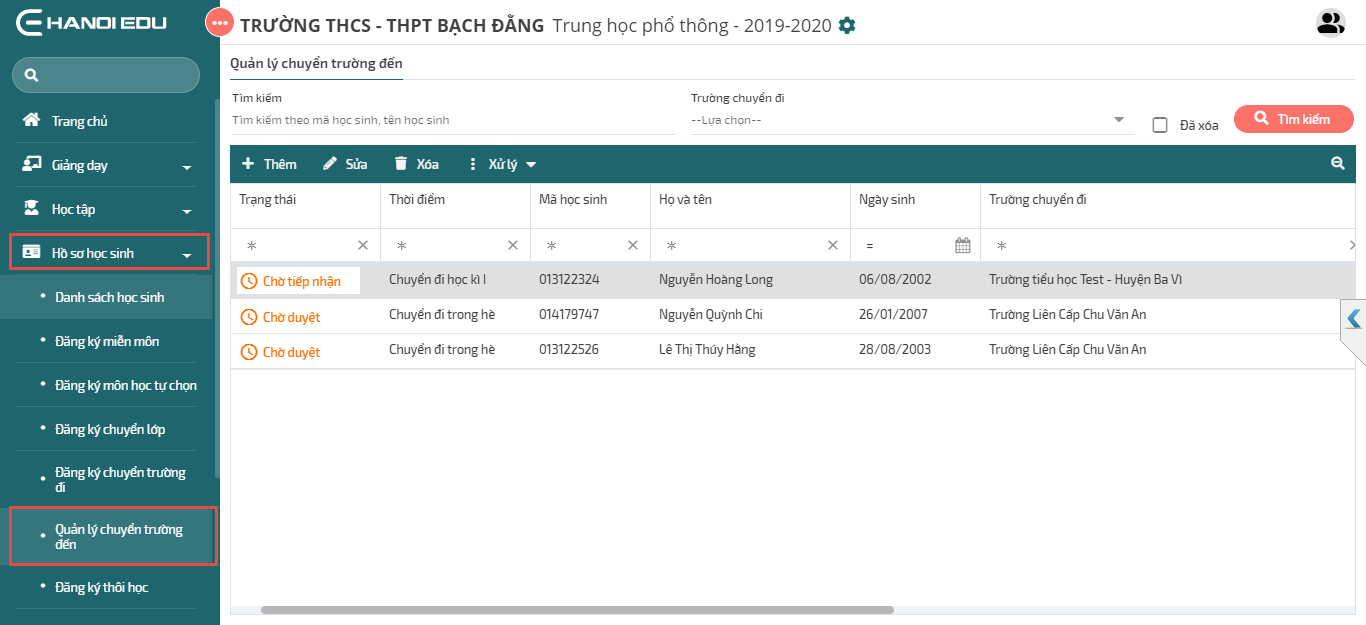 HANOI EDU
TRƯỜNG THCS - THPT BẠCH ĐẰNG Trung học phổ thông - 2019-2020
Trang chủ
Giảng dạy
Học tập
Hồ sơ học sinh
Danh sách học sinh
Đăng ký miễn môn
Đăng ký môn học tự chọn
Đăng ký chuyển lớp
Đăng ký chuyển trường
đi
Quản lý chuyển trường
đến
Đăng ký thôi học
Quản lý chuyển trường đến
Tìm kiếm Trường chuyển đi
Tìm kiếm theo mã học sinh, tên học sinh --Lựa chọn-- Đã xóa Tìm kiếm
Thêm Sửa Xóa Xử lý
Trạng thái Thời điểm Mã học sinh Họ và tên Ngày sinh Trường chuyển đi
* * * * = *
Chờ tiếp nhận Chuyển đi học kì I 013122324 Nguyễn Hoàng Long 06/08/2002 Trường tiểu học Test - Huyện Ba Vì
Chờ duyệt Chuyển đi trong hè 014179747 Nguyễn Quỳnh Chi 26/01/2007 Trường Liên Cấp Chu Văn An
Chờ duyệt Chuyển đi trong hè 013122526 Lê Thị Thúy Hằng 28/08/2003 Trường Liên Cấp Chu Văn An